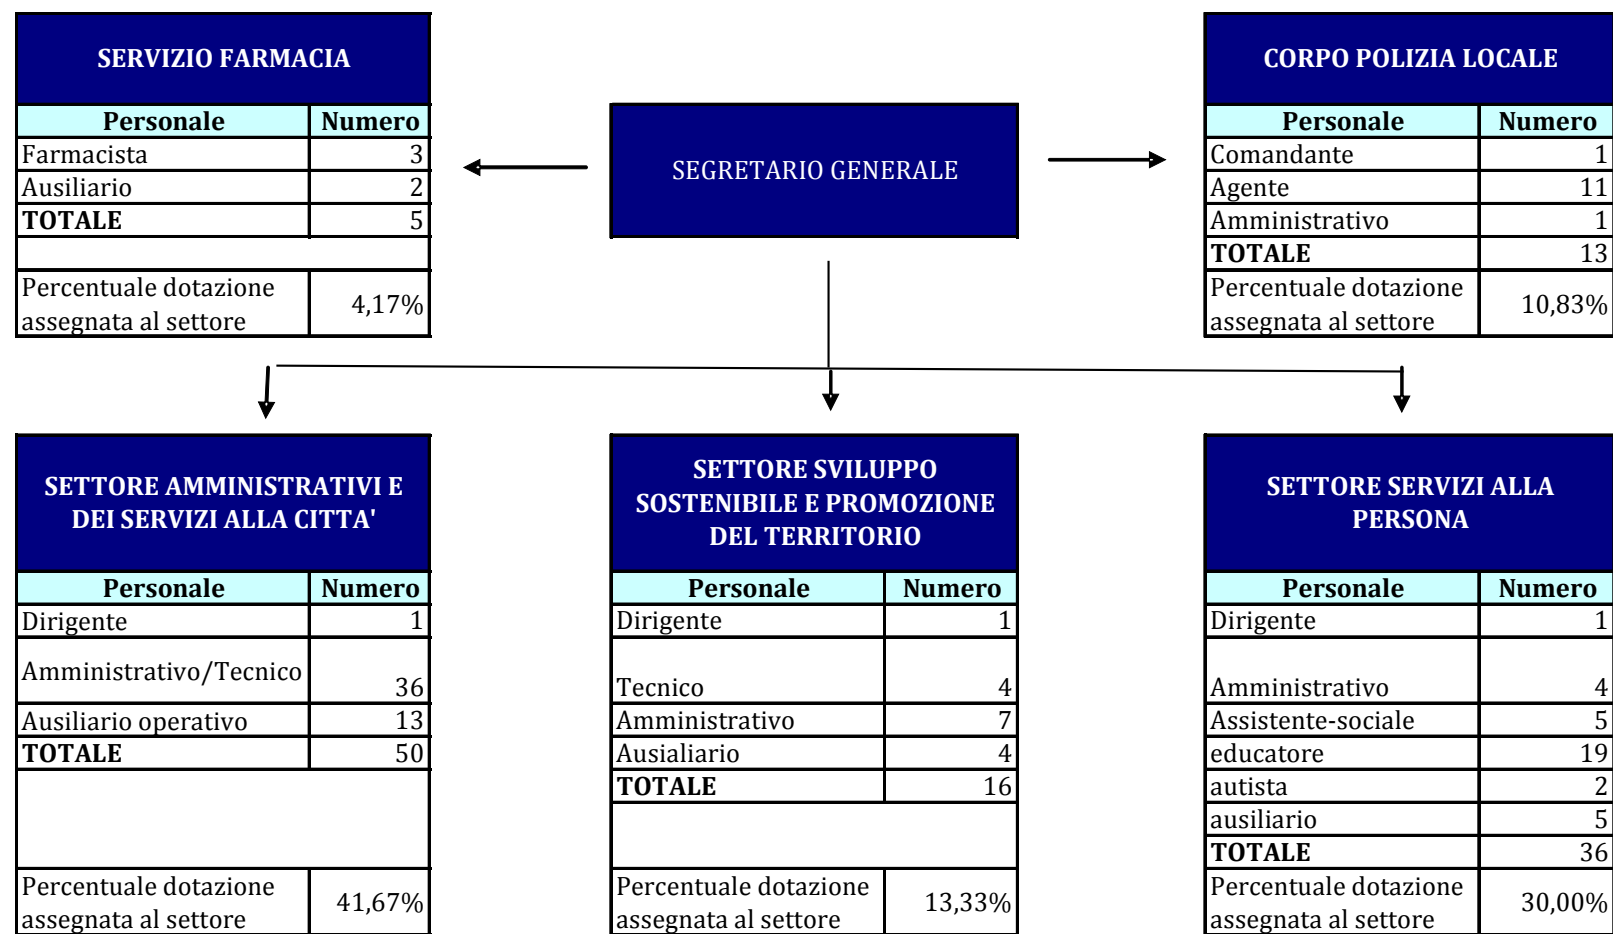 SERVIZIO FARMACIA
Personale Numero
Farmacista 3
Ausiliario 2
TOTALE 5
Percentuale dotazione
assegnata al settore 4,17%
SEGRETARIO GENERALE
CORPO POLIZIA LOCALE
Personale Numero
Comandante 1
Agente 11
Amministrativo 1
TOTALE 13
Percentuale dotazione
assegnata al settore 10,83%
SETTORE AMMINISTRATIVI E
DEI SERVIZI ALLA CITTA'
Personale Numero
Dirigente 1
Amministrativo/Tecnico 36
Ausiliario operativo 13
TOTALE 50
Percentuale dotazione
assegnata al settore 41,67%
SETTORE SVILUPPO
SOSTENIBILE E PROMOZIONE
DEL TERRITORIO
Personale Numero
Dirigente 1
Tecnico 4
Amministrativo 7
Ausialiario 4
TOTALE 16
Percentuale dotazione
assegnata al settore 13,33%
SETTORE SERVIZI ALLA
PERSONA
Personale Numero
Dirigente 1
Amministrativo 4
Assistente-sociale 5
educatore 19
autista 2
ausiliario 5
TOTALE 36
Percentuale dotazione
assegnata al settore 30,00%